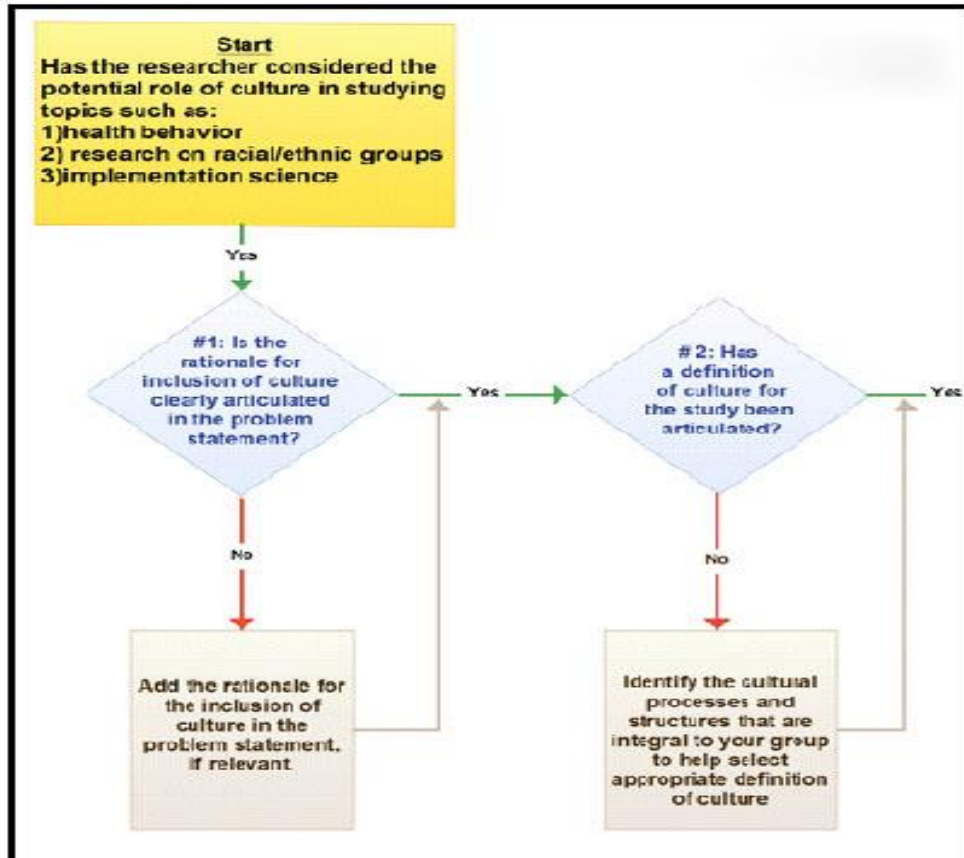 Start
Has the researcher considered the
potential role of culture in studying
topics such as:
1)health behavior
2) research on racial/ethnic groups
3)implementation science
Yes
#1: Is the
rationale for
inclusion of culture
clearly articulated
in the problem
statement?
Yes
#2: Has
a definition
of culture for
the study been
articulated?
Yes
No
No
Add the rationale for
the inclusion of
culture in the
problem statement,
if relevant
Identify the cultural
processes and
structures that are
integral to your group
to help select
appropriate definition
of culture